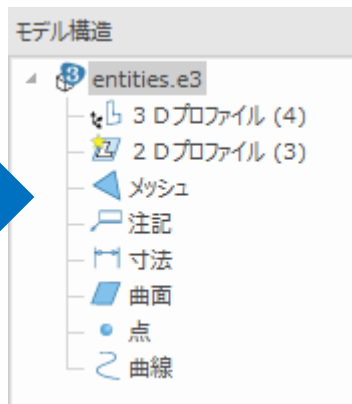 モデル構造
entities.e3
3 Dプロファイル (4)
2 Dプロファイル (3)
メッシュ
注記
寸法
曲面
点
曲線